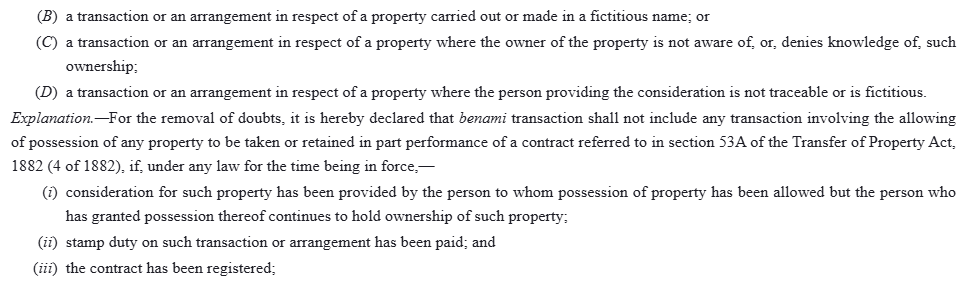 (B) a transaction or an arrangement in respect of a property carried out or made in a fictitious name; or
(C) a transaction or an arrangement in respect of a property where the owner of the property is not aware of, or, denies knowledge of, such
ownership;
(D) a transaction or an arrangement in respect of a property where the person providing the consideration is not traceable or is fictitious.
Explanation.—For the removal of doubts, it is hereby declared that benami transaction shall not include any transaction involving the allowing
of possession of any property to be taken or retained in part performance of a contract referred to in section 53A of the Transfer of Property Act,
1882 (4 of 1882), if, under any law for the time being in force,—
(i) consideration for such property has been provided by the person to whom possession of property has been allowed but the person who
has granted possession thereof continues to hold ownership of such property;
(ii) stamp duty on such transaction or arrangement has been paid; and
(iii) the contract has been registered;